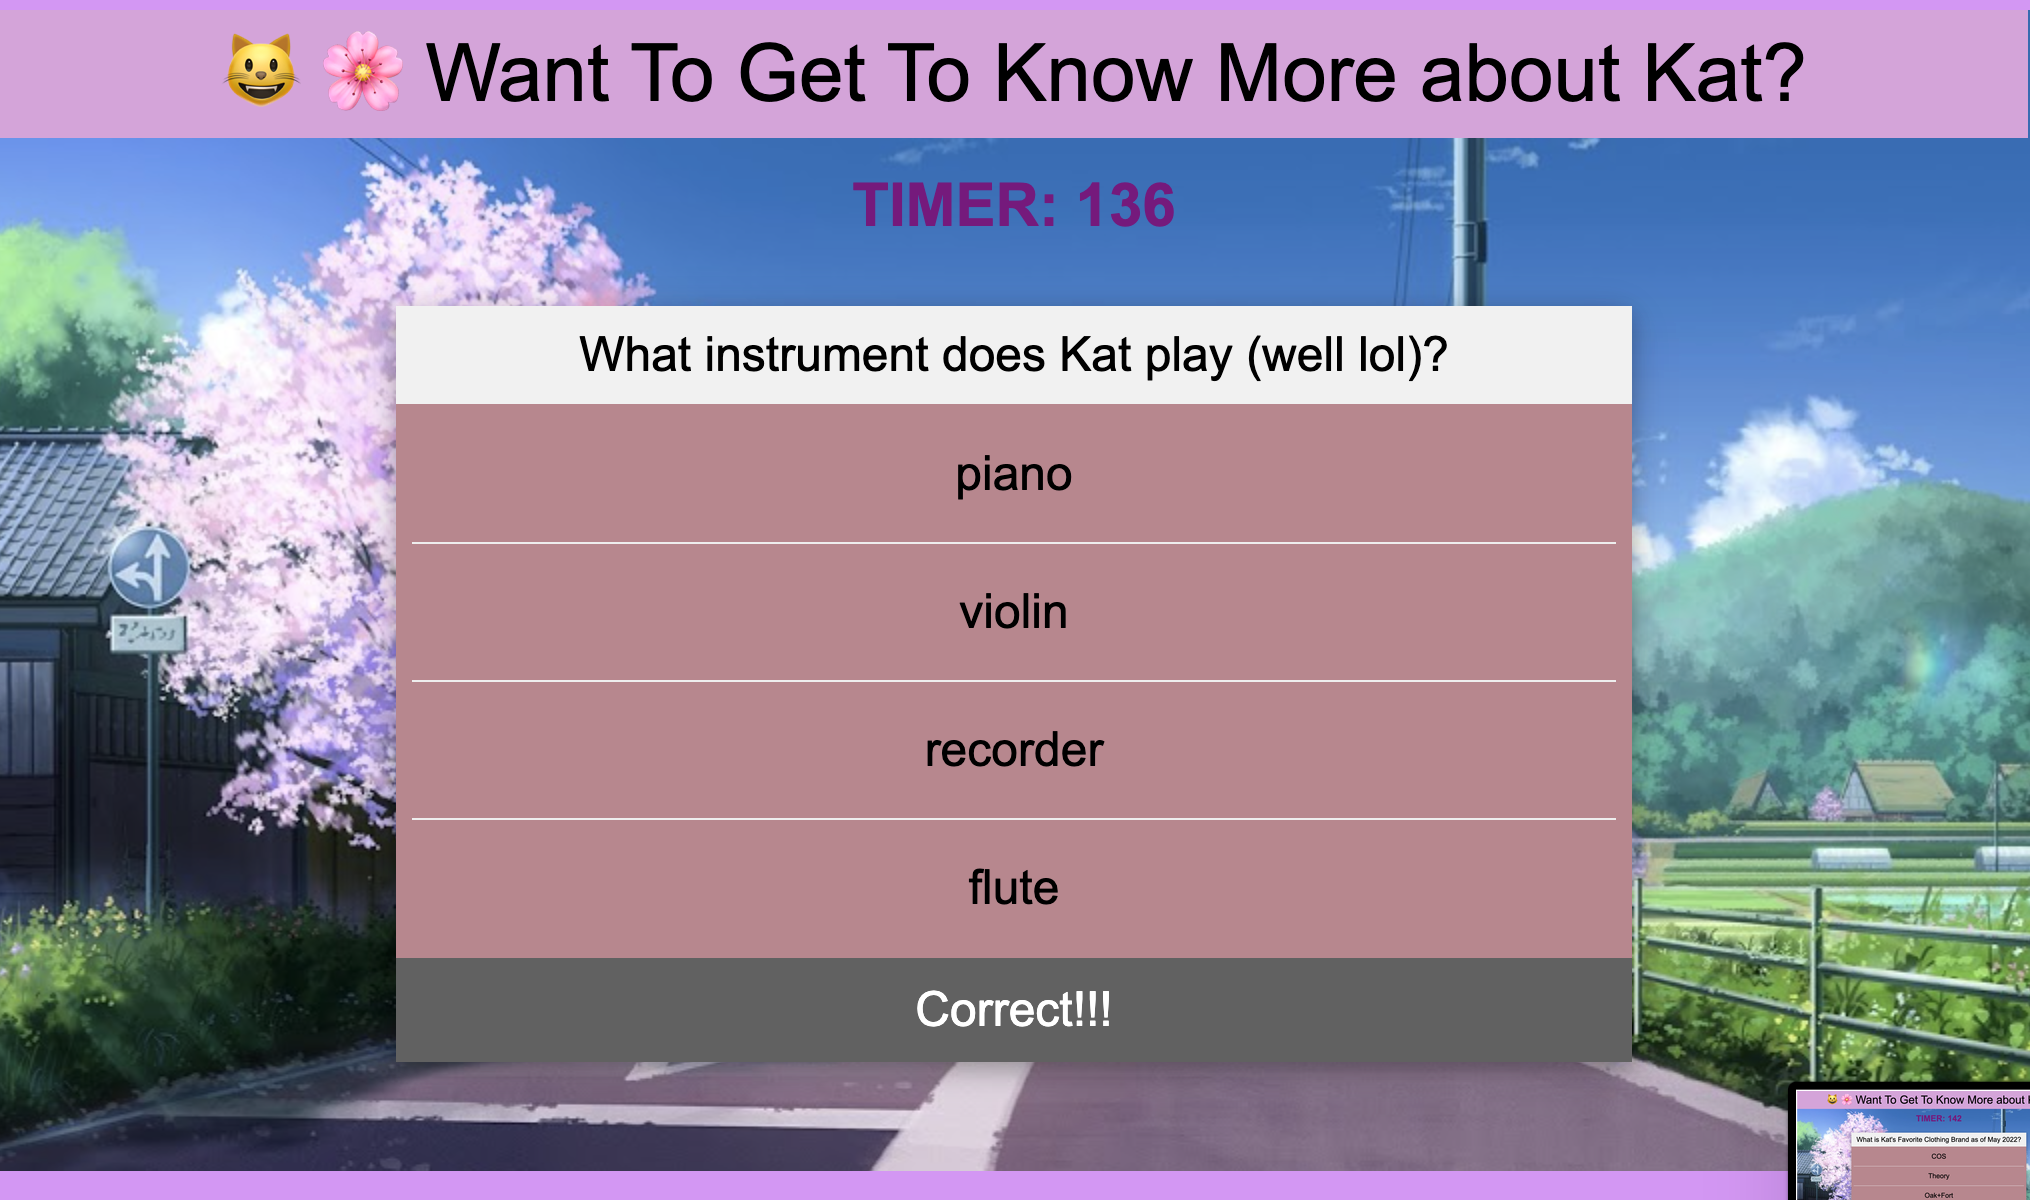 😺 🌸 Want To Get To Know More about Kat?
TIMER: 136
What instrument does Kat play (well lol)?
piano
violin
recorder
flute
Correct!!!
😺 🌸 Want To Get To Know More about
TIMER: 142
What is Kat's Favorite Clothing Brand as of May 2022?
COS
Theory
Oak+Fort